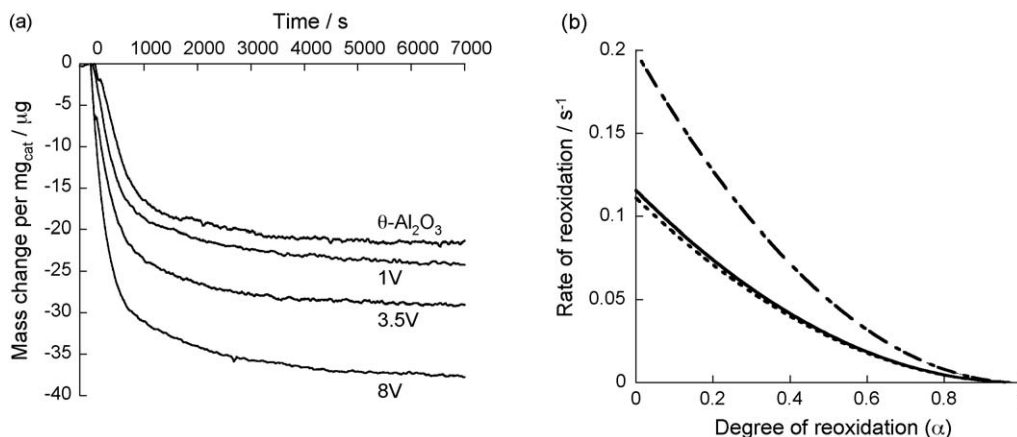 (a)
Time / s
0 1000 2000 3000 4000 5000 6000 7000
Mass change per mg_cat / μg
0
-5
-10
-15
-20
-25
-30
-35
-40
θ-Al₂O₃
1V
3.5V
8V
(b)
Rate of reoxidation / s⁻¹
0.2
0.15
0.1
0.05
0
0 0.2 0.4 0.6 0.8
Degree of reoxidation (α)